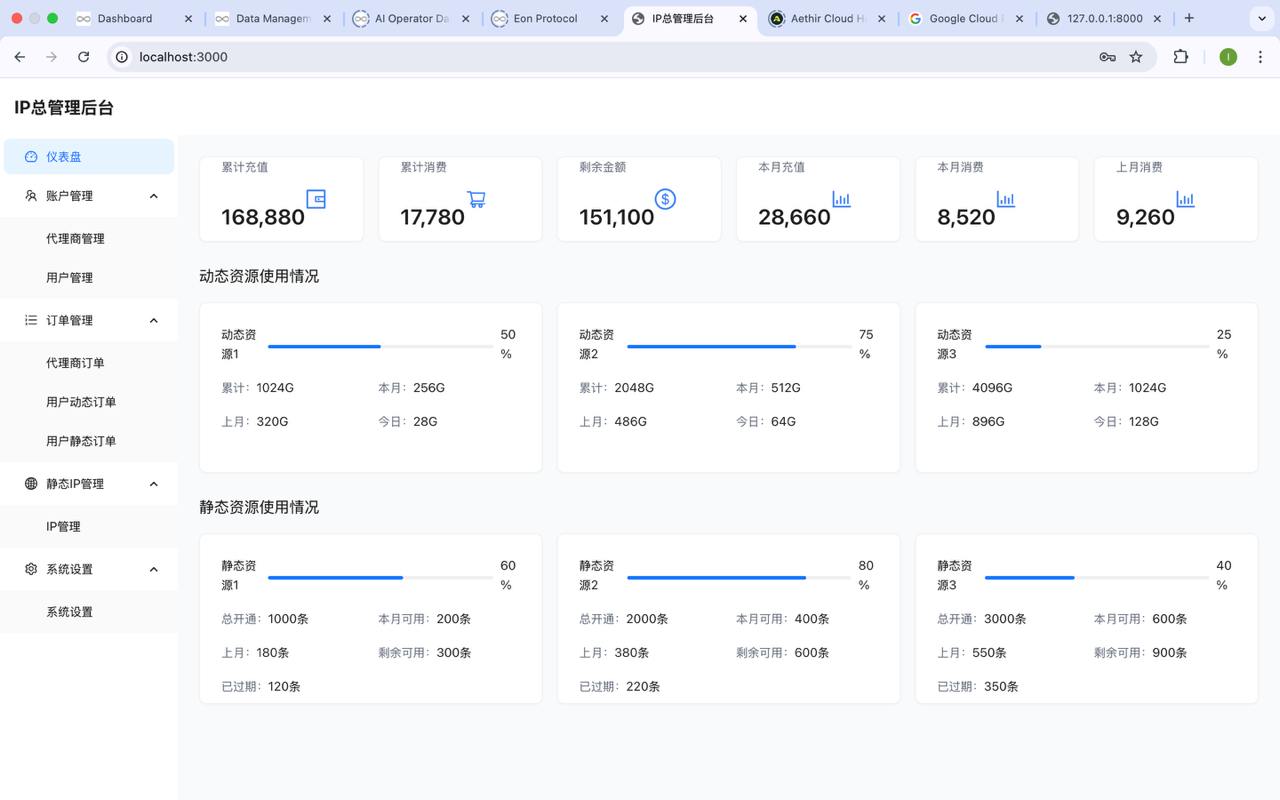 Dashboard
Data Managem
AI Operator Da
Eon Protocol
IP总管理后台
Aethir Cloud H
Google Cloud
127.0.0.1:8000
localhost:3000
IP总管理后台
仪表盘
账户管理
代理商管理
用户管理
订单管理
代理商订单
用户动态订单
用户静态订单
静态IP管理
IP管理
系统设置
系统设置
累计充值
168,880
累计消费
17,780
剩余金额
151,100
本月充值
28,660
本月消费
8,520
上月消费
9,260
动态资源使用情况
动态资
源1
50
%
累计：1024G
本月：256G
上月：320G
今日：28G
动态资
源2
75
%
累计：2048G
本月：512G
上月：486G
今日：64G
动态资
源3
25
%
累计：4096G
本月：1024G
上月：896G
今日：128G
静态资源使用情况
静态资
源1
60
%
总开通：1000条
本月可用：200条
上月：180条
剩余可用：300条
已过期：120条
静态资
源2
80
%
总开通：2000条
本月可用：400条
上月：380条
剩余可用：600条
已过期：220条
静态资
源3
40
%
总开通：3000条
本月可用：600条
上月：550条
剩余可用：900条
已过期：350条